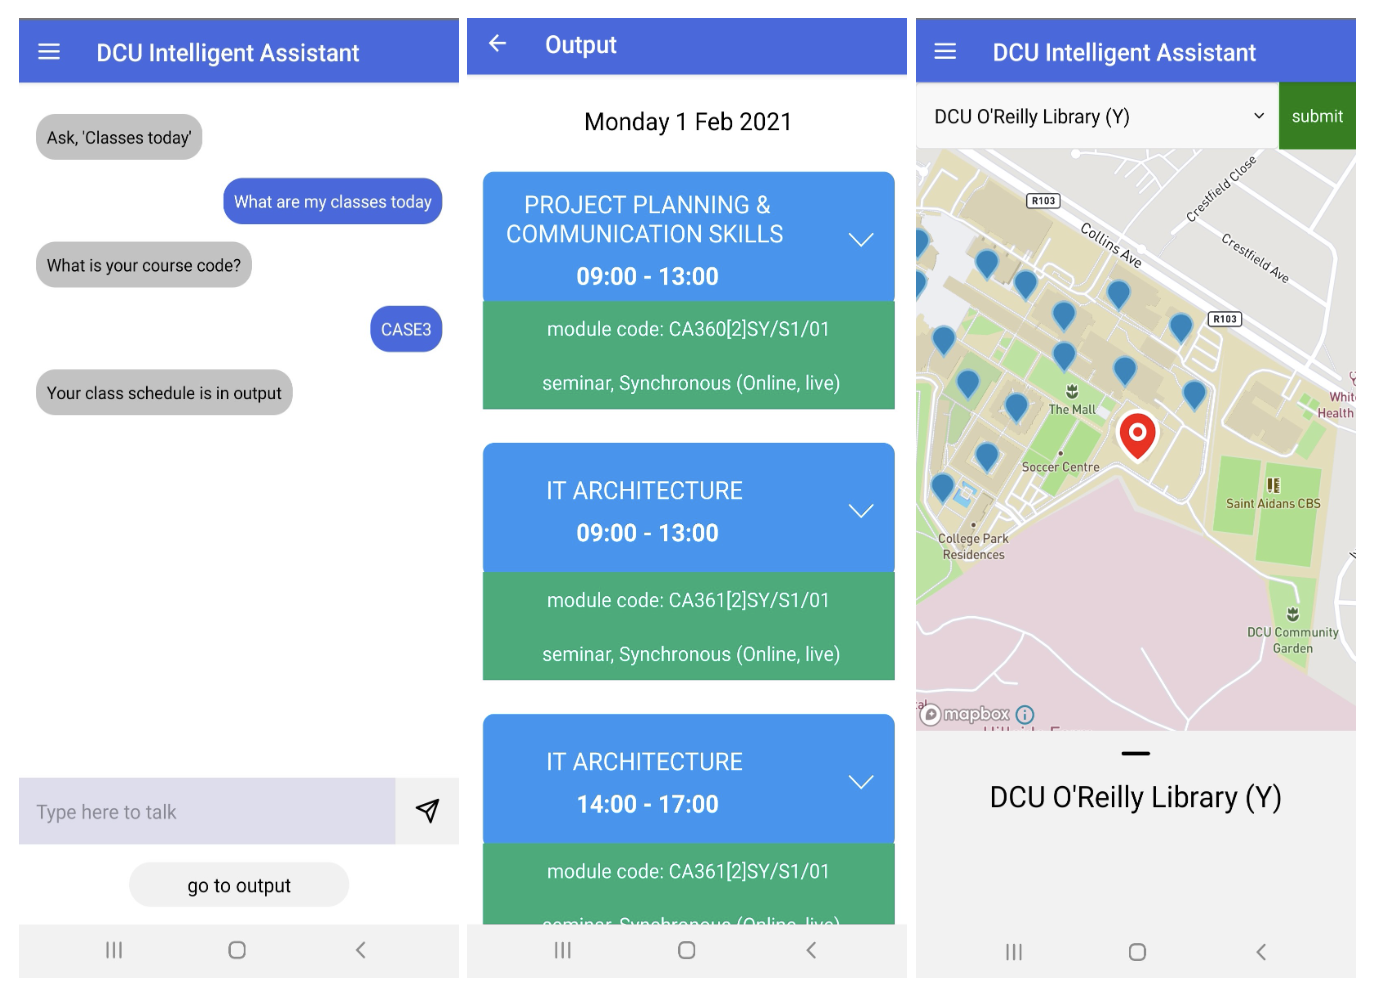 DCU Intelligent Assistant
Ask, 'Classes today'
What are my classes today
What is your course code?
CASE3
Your class schedule is in output
Type here to talk
go to output
Output
Monday 1 Feb 2021
PROJECT PLANNING &
COMMUNICATION SKILLS
09:00 - 13:00
module code: CA360[2]SY/S1/01
seminar, Synchronous (Online, live)
IT ARCHITECTURE
09:00 - 13:00
module code: CA361[2]SY/S1/01
seminar, Synchronous (Online, live)
IT ARCHITECTURE
14:00 - 17:00
module code: CA361[2]SY/S1/01
seminar, Synchronous (Online, live)
DCU Intelligent Assistant
DCU O'Reilly Library (Y)
submit
Crestfield Close
R103
Collins Ave
Crestfield Ave
R103
The Mall
Whit
Health
Soccer Centre
Saint Aidans CBS
College Park
Residences
DCU Community
Garden
mapbox
DCU O'Reilly Library (Y)